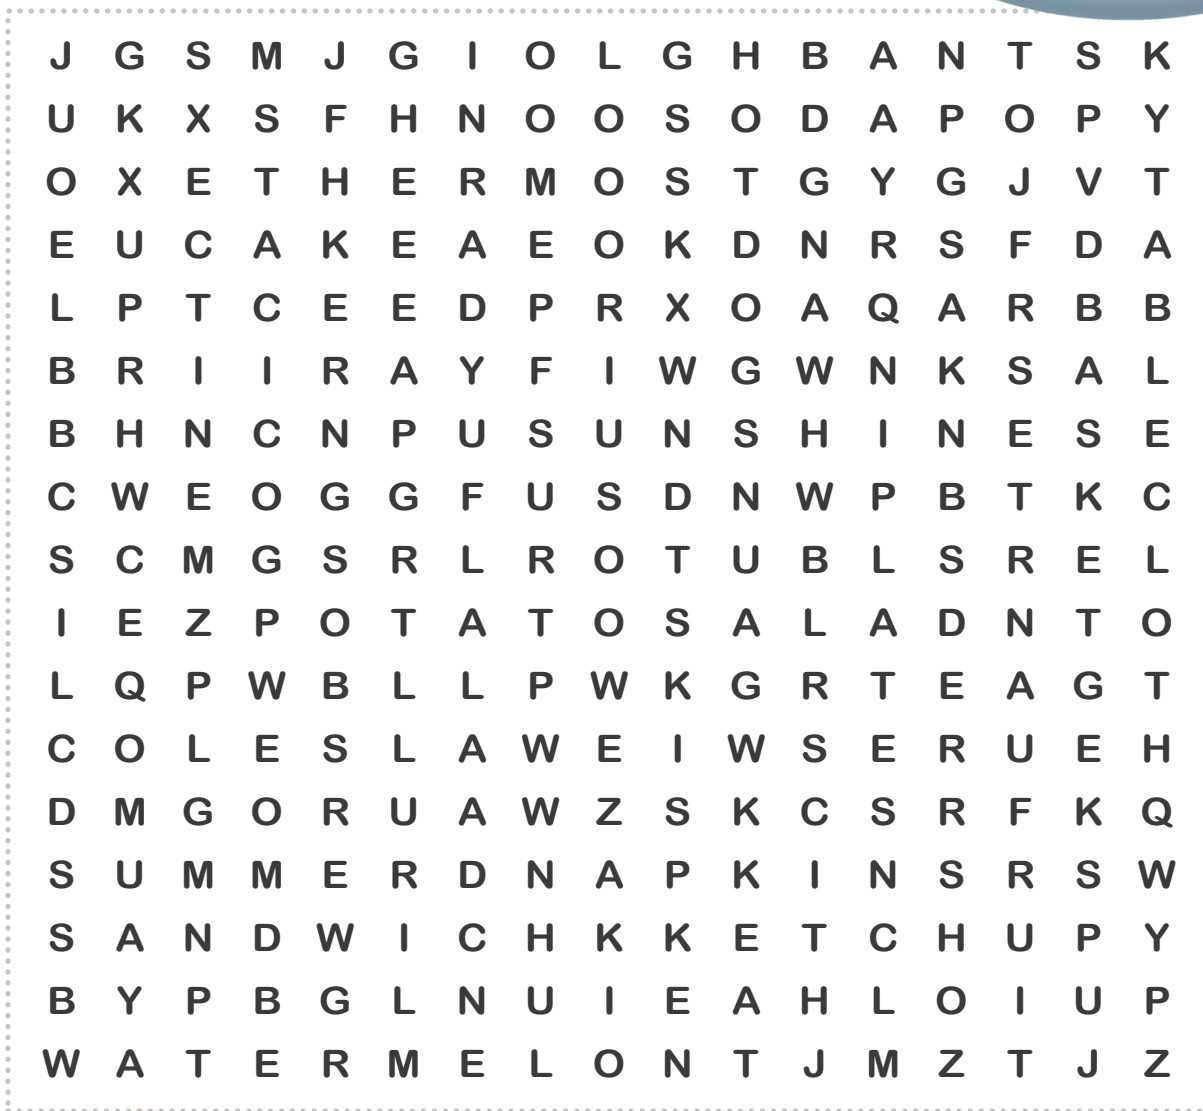 J G S M J G I O L G H B A N T S K
U K X S F H N O O S O D A P O P Y
O X E T H E R M O S T G Y G J V T
E U C A K E A E O K D N R S F D A
L P T C E E D P R X O A Q A R B B
B R I I R A Y F I W G W N K S A L
B H N C N P U S U N S H I N E S E
C W E O G G F U S D N W P B T K C
S C M G S R L R O T U B L S R E L
I E Z P O T A T O S A L A D N T O
L Q P W B L L P W K G R T E A G T
C O L E S L A W E I W S E R U E H
D M G O R U A W Z S K C S R F K Q
S U M M E R D N A P K I N S R S W
S A N D W I C H K K E T C H U P Y
B Y P B G L N U I E A H L O I U P
W A T E R M E L O N T J M Z T J Z